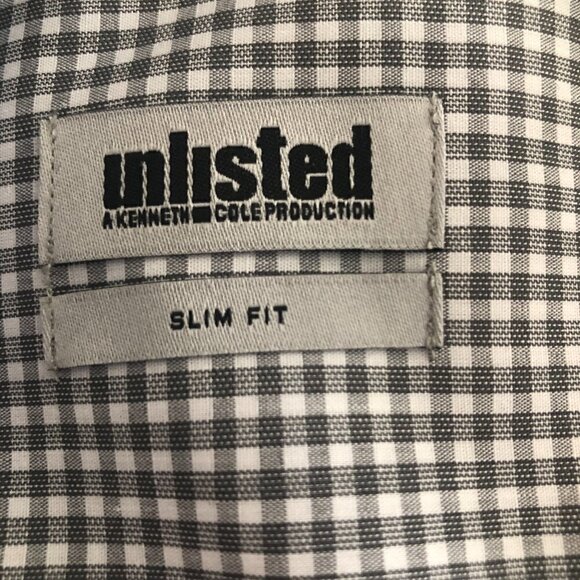 unlisted
A KENNETH COLE PRODUCTION
SLIM FIT